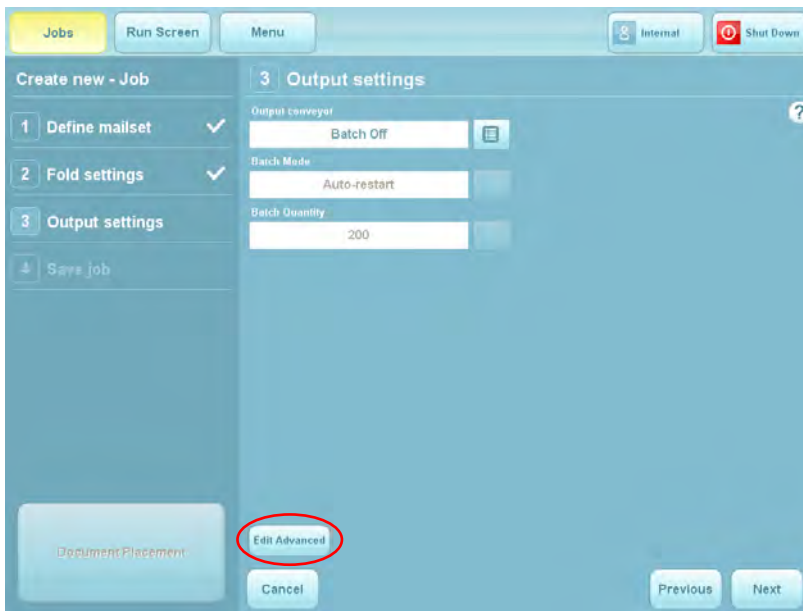 Jobs
Run Screen
Menu
Internal
Shut Down
Create new - Job
1 Define mailset
2 Fold settings
3 Output settings
4 Save job
Document Placement
3 Output settings
?
Output conveyor
Batch Off
Batch Mode
Auto-restart
Batch Quantity
200
Edit Advanced
Cancel
Previous
Next